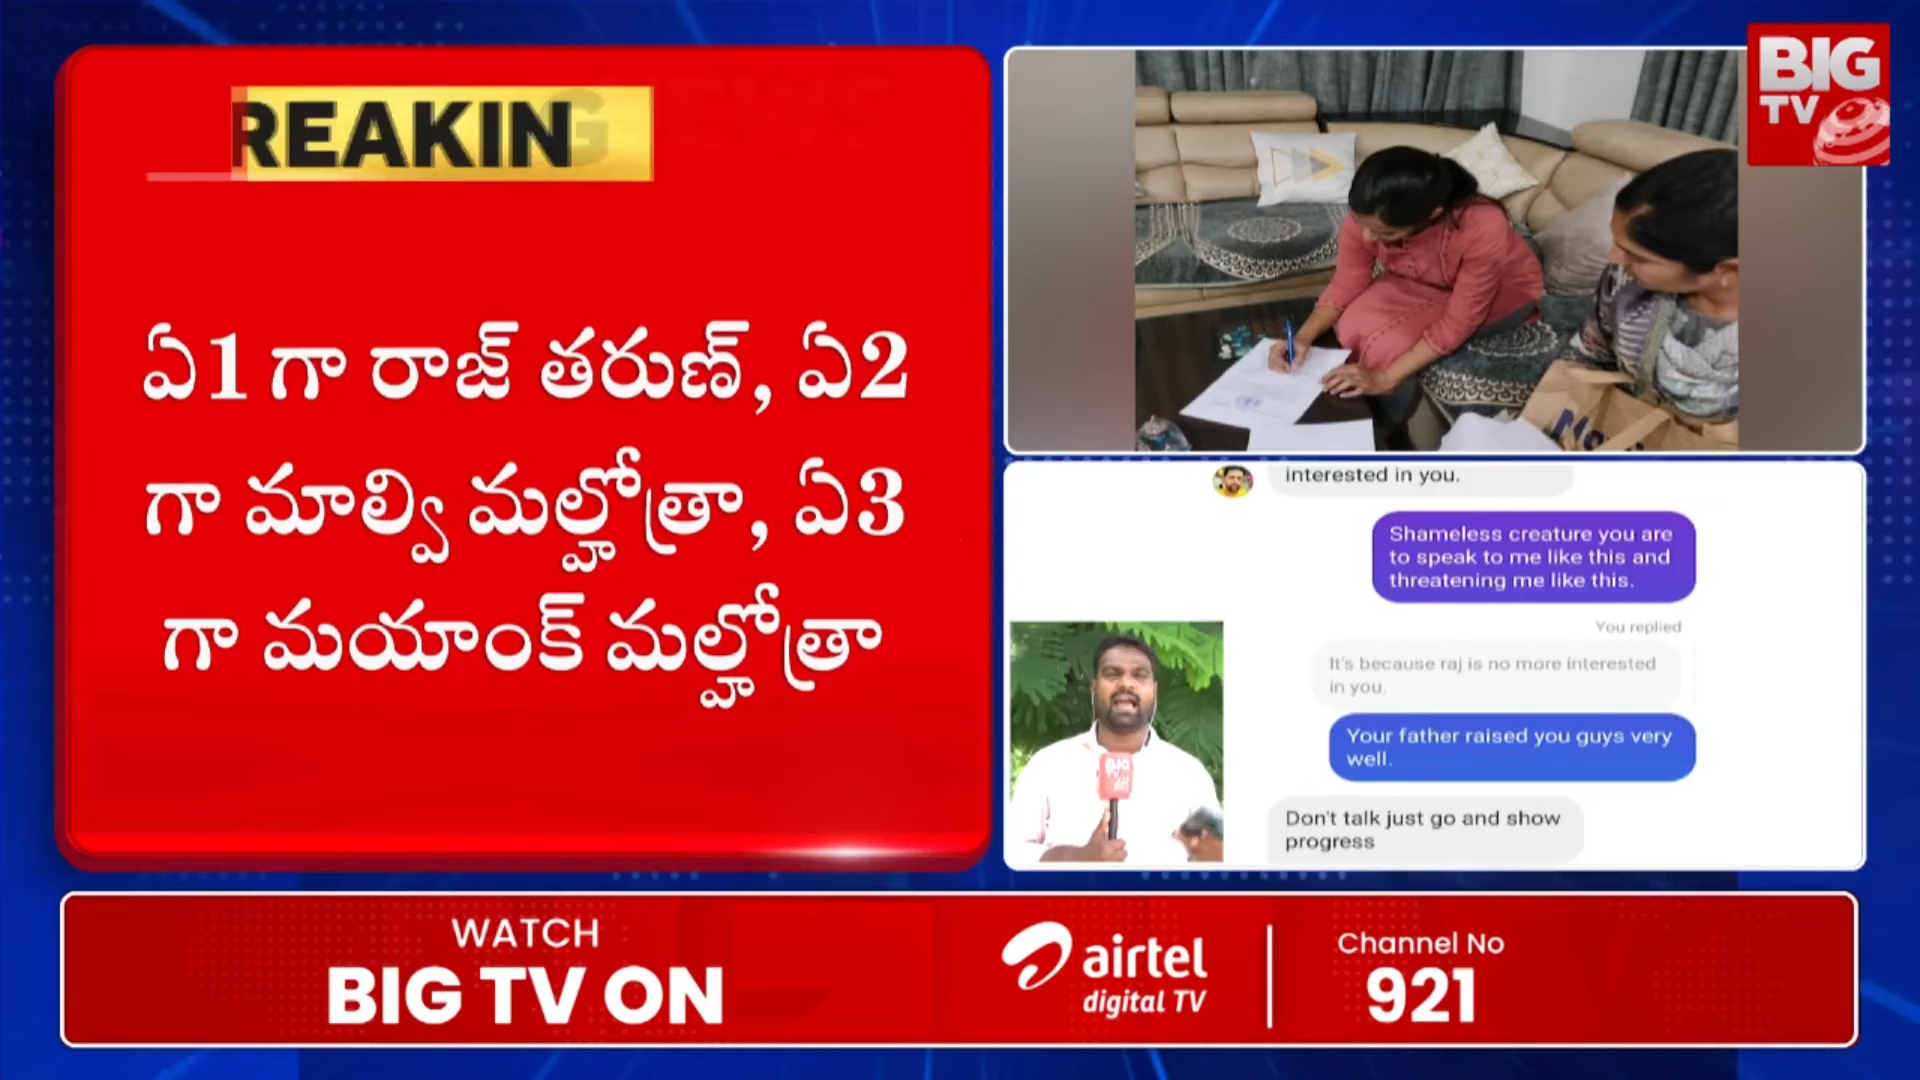 REAKIN
G NEWS
ఏ1 గా రాజ్ తరుణ్, ఏ2
గా మాల్వి మల్హోత్రా, ఏ3
గా మయాంక్ మల్హోత్రా
BIG
TV
interested in you.
Shameless creature you are
to speak to me like this and
threatening me like this.
You replied
It's because raj is no more interested
in you.
Your father raised you guys very
well.
Don't talk just go and show
progress
BIG
TV
WATCH
BIG TV ON
airtel
digital TV
Channel No
921